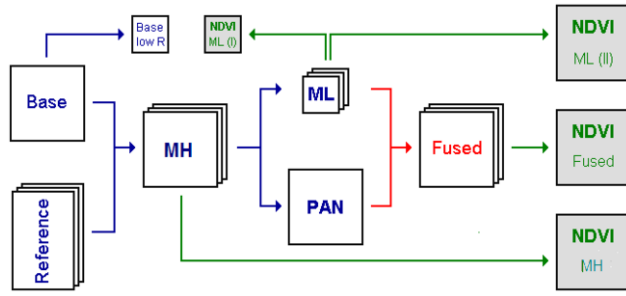 Base
low R
NDVI
ML (I)
NDVI
ML (II)
Base
ML
MH
Fused
NDVI
Fused
PAN
Reference
NDVI
MH